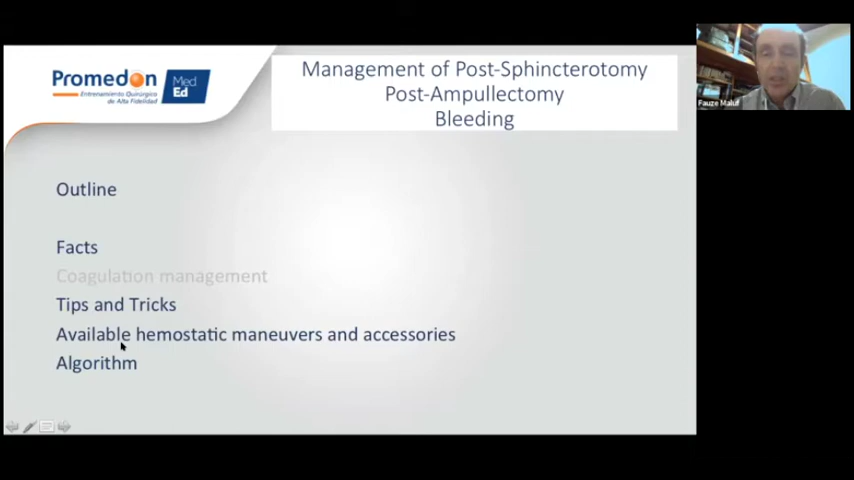 Promedon
Entrenamiento Quirúrgico
de Alta Fidelidad
Med
Ed
Management of Post-Sphincterotomy
Post-Ampullectomy
Bleeding
Fauze Maluf
Outline
Facts
Coagulation management
Tips and Tricks
Available hemostatic maneuvers and accessories
Algorithm